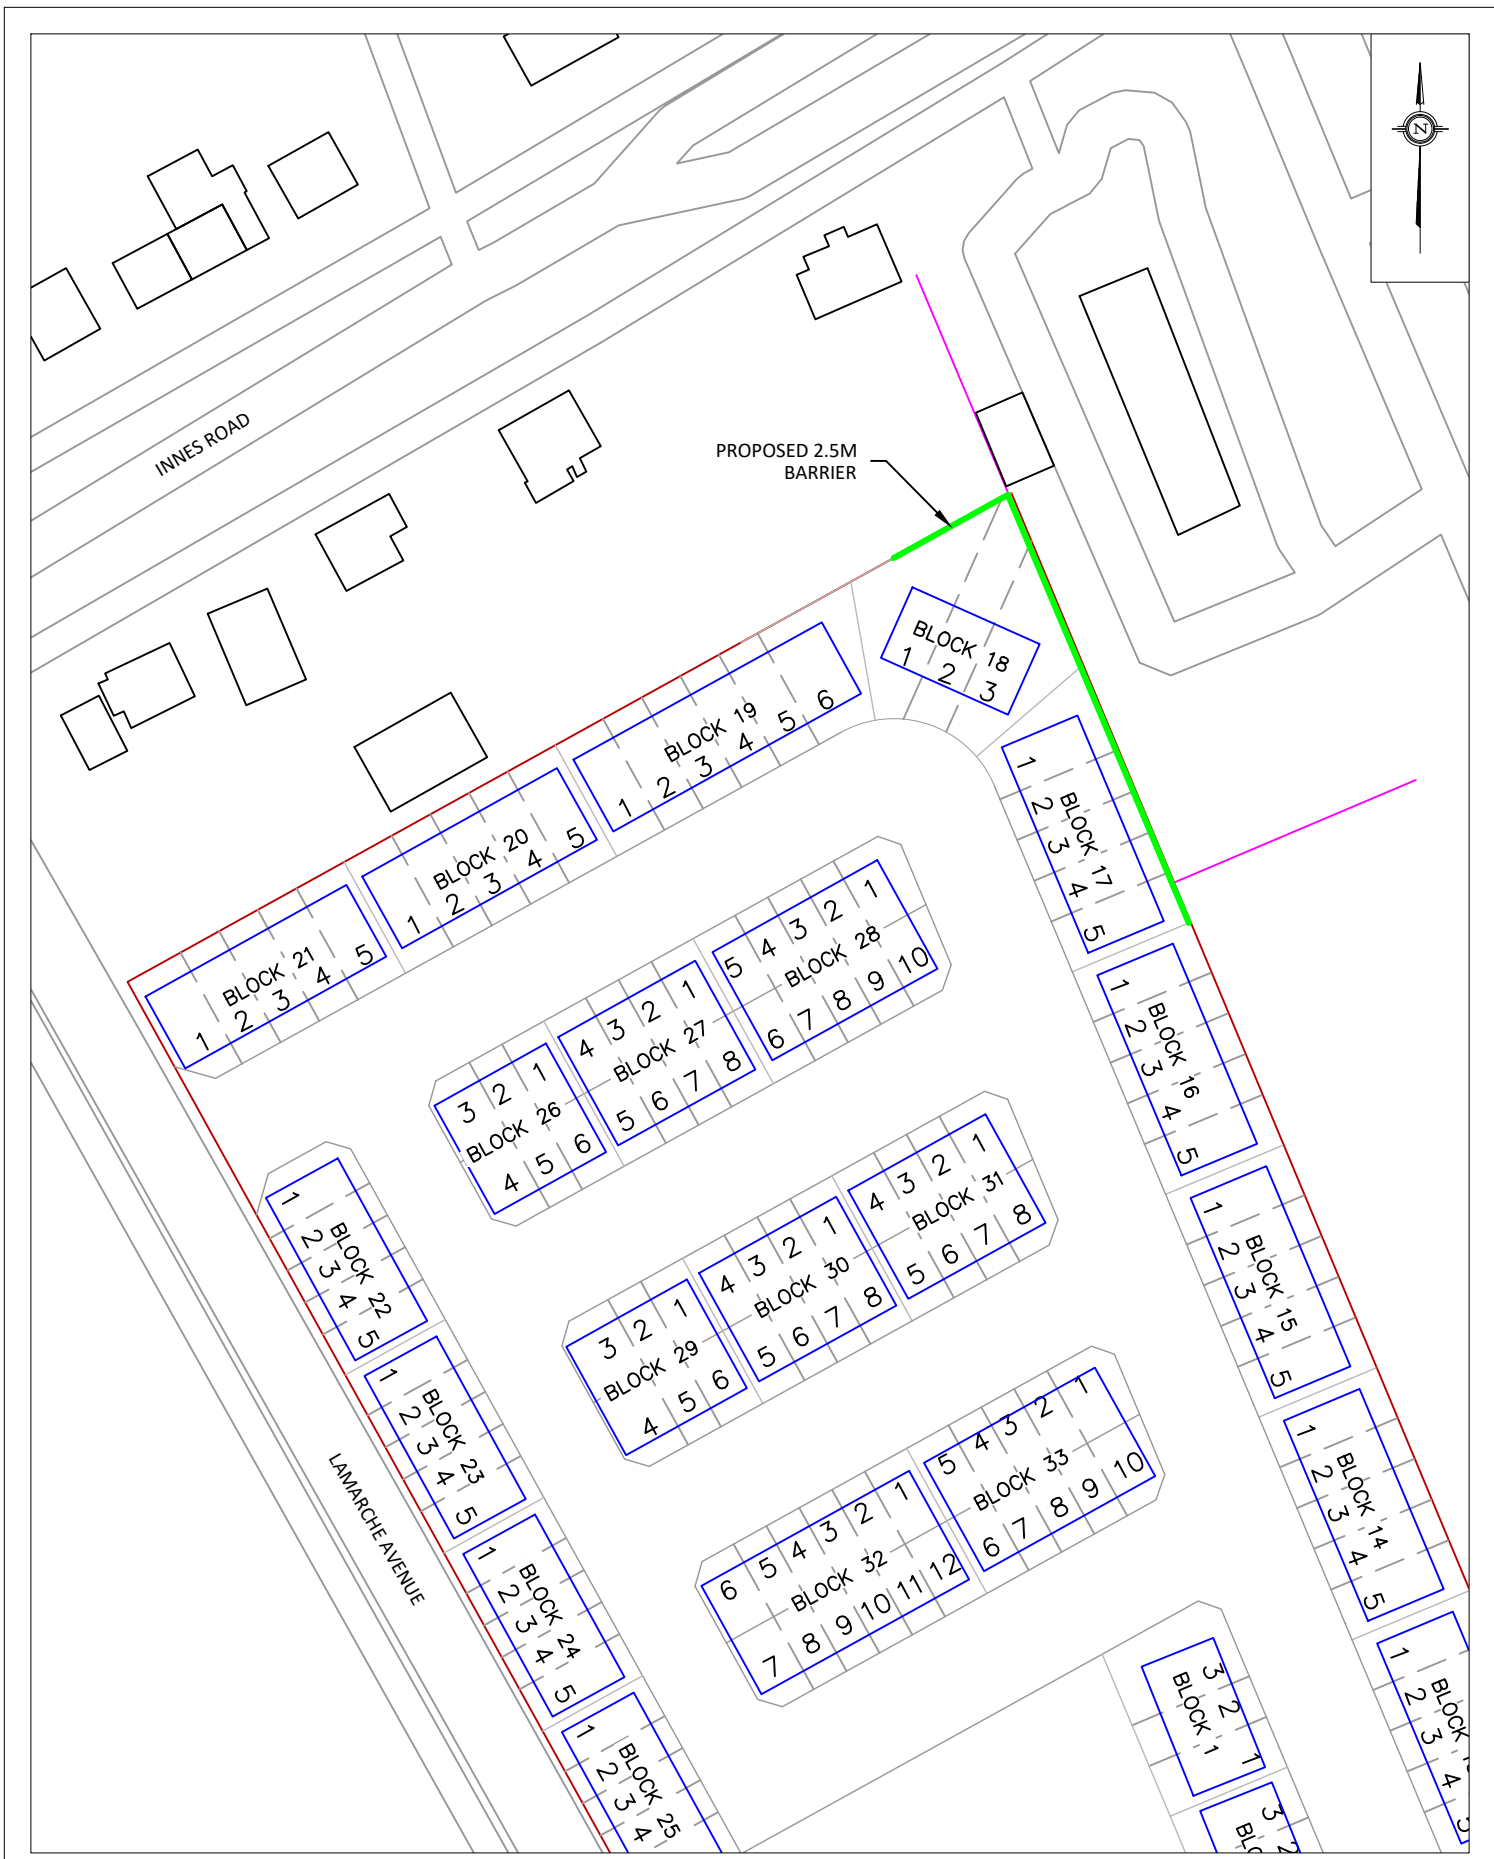 N
INNES ROAD
PROPOSED 2.5M
BARRIER
BLOCK 18
1 2 3
BLOCK 19
1 2 3 4 5 6
BLOCK 20
1 2 3 4 5
BLOCK 21
1 2 3 4 5
1 2 3 4 5
BLOCK 17
1 2 3 4 5
BLOCK 16
1 2 3 4 5
BLOCK 15
1 2 3 4 5
BLOCK 14
1 2 3 4
BLOCK
5 4 3 2 1
BLOCK 28
6 7 8 9 10
4 3 2 1
BLOCK 27
5 6 7 8
3 2 1
BLOCK 26
4 5 6
4 3 2 1
BLOCK 31
5 6 7 8
4 3 2 1
BLOCK 30
5 6 7 8
3 2 1
BLOCK 29
4 5 6
5 4 3 2 1
BLOCK 33
6 7 8 9 10
6 5 4 3 2 1
BLOCK 32
7 8 9 10 11 12
1 2 3 4 5
BLOCK 22
1 2 3 4 5
BLOCK 23
1 2 3 4 5
BLOCK 24
1 2 3 4
BLOCK 25
LAMARCHE AVENUE
3 2 1
BLOCK 1
3 2